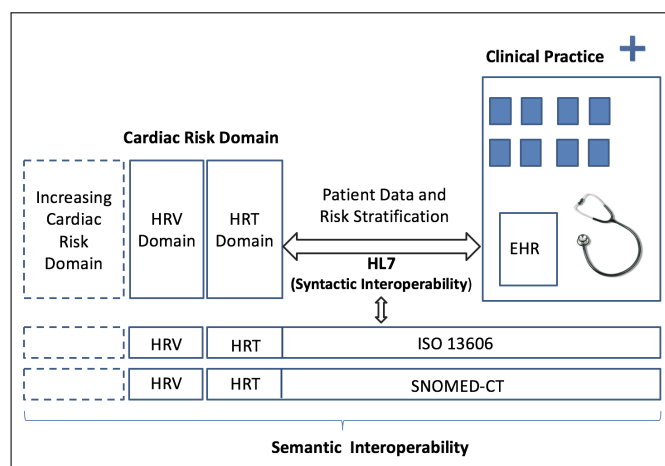 Clinical Practice
Cardiac Risk Domain
Increasing
Cardiac
Risk
Domain
HRV
Domain
HRT
Domain
Patient Data and
Risk Stratification
HL7
(Syntactic Interoperability)
EHR
HRV
HRT
ISO 13606
HRV
HRT
SNOMED-CT
Semantic Interoperability